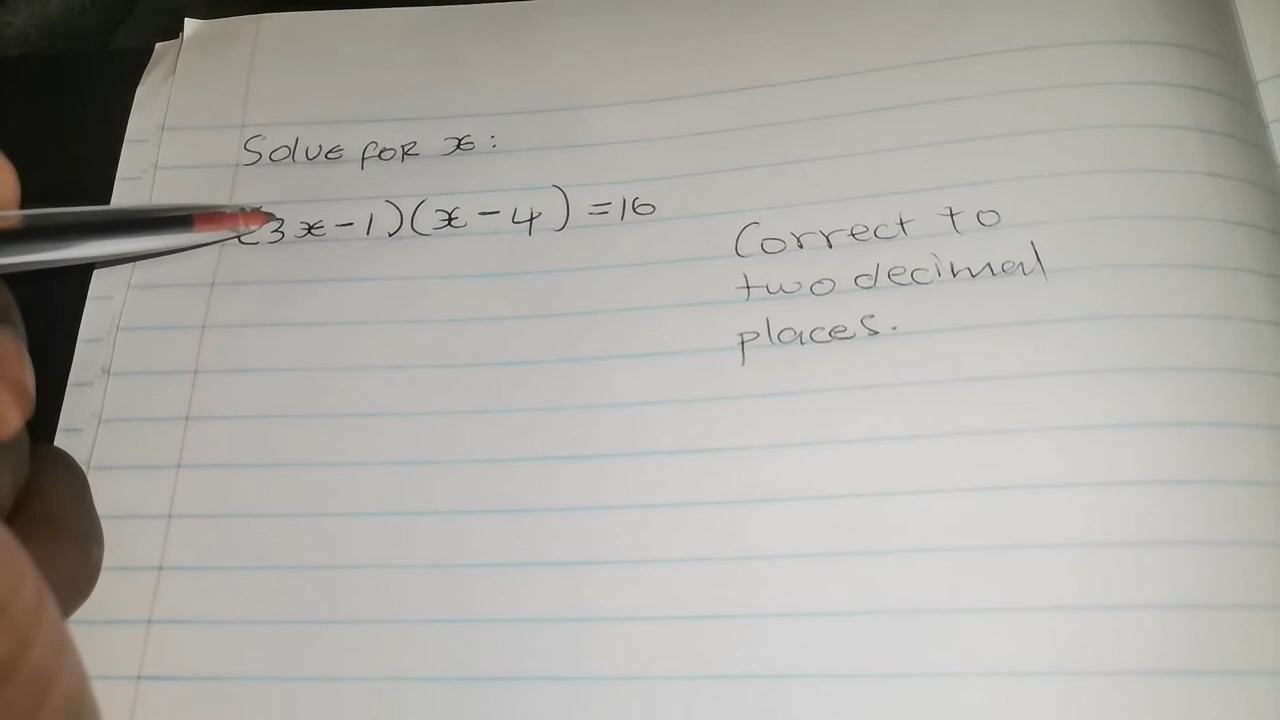 Solve for x:
(3x-1)(x-4)=16
Correct to
two decimal
places.